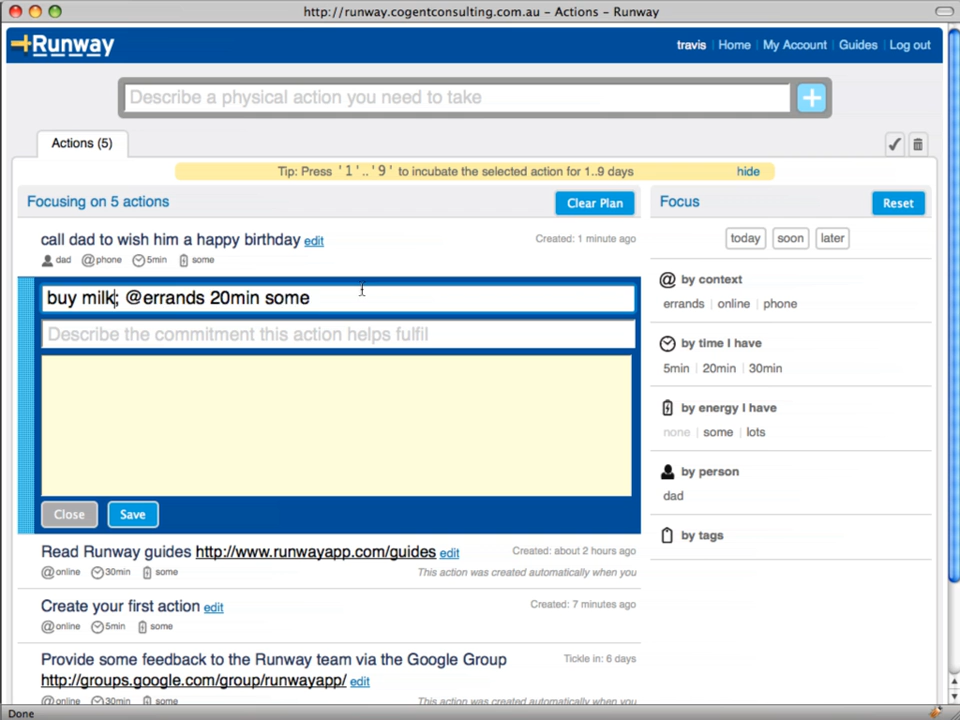 http://runway.cogentconsulting.com.au – Actions – Runway
Runway
travis Home My Account Guides Log out
Describe a physical action you need to take
Actions (5)
Tip: Press '1'..'9' to incubate the selected action for 1..9 days hide
Focusing on 5 actions Clear Plan
Focus Reset
call dad to wish him a happy birthday edit Created: 1 minute ago
dad @phone 5min some
today soon later
buy milk; @errands 20min some
Describe the commitment this action helps fulfil
Close Save
@ by context
errands | online | phone
by time I have
5min | 20min | 30min
by energy I have
none | some | lots
by person
dad
by tags
Read Runway guides http://www.runwayapp.com/guides edit Created: about 2 hours ago
@online 30min some This action was created automatically when you
Create your first action edit Created: 7 minutes ago
@online 5min some
Provide some feedback to the Runway team via the Google Group Tickle in: 6 days
http://groups.google.com/group/runwayapp/ edit
@online 30min some This action was created automatically when you
Done